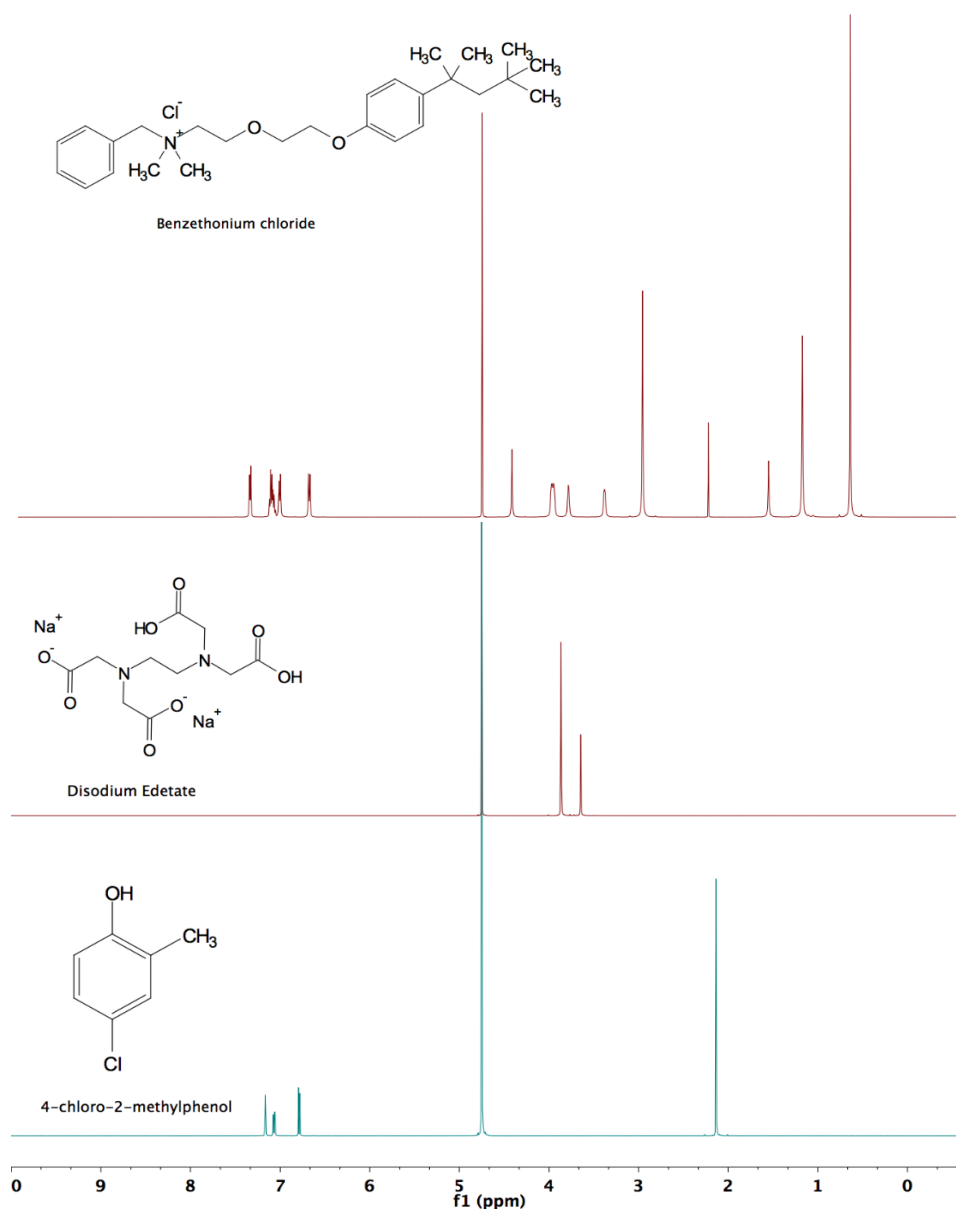 H₃C CH₃ CH₃
CH₃
CH₃
Cl⁻
O
N⁺
O
H₃C CH₃
Benzethonium chloride
O
Na⁺
HO
O
O⁻
N
N
OH
O
O⁻
Na⁺
O
Disodium Edetate
OH
CH₃
Cl
4-chloro-2-methylphenol
0 9 8 7 6 5 4 3 2 1 0
f1 (ppm)